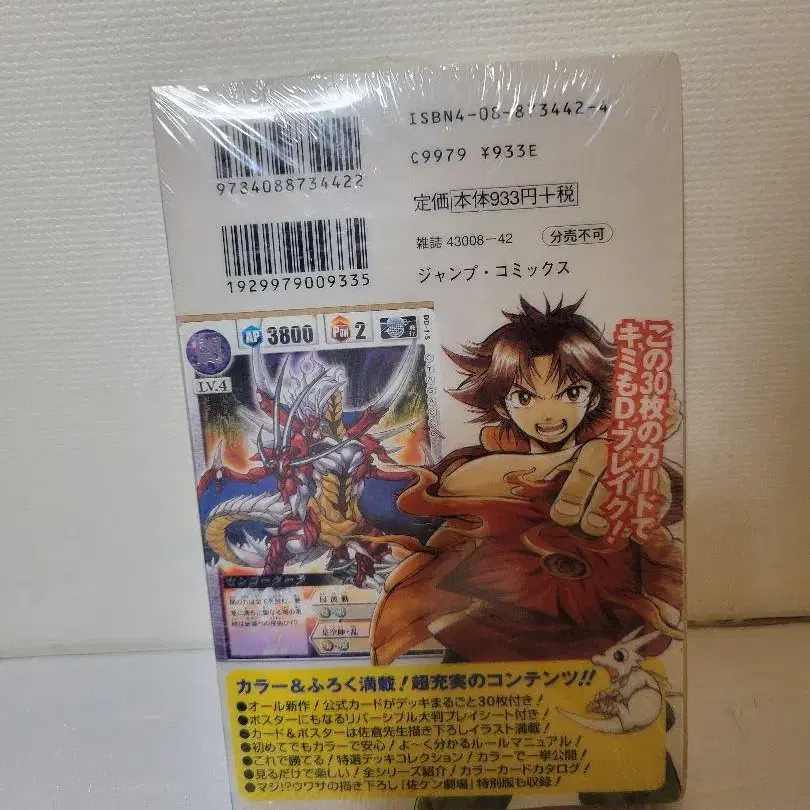 ISBN4-08-873442-4
C9979 ¥933E
9784088734422
定価 本体933円+税
雑誌 43008-42
分売不可
1929979009335
ジャンプ・コミックス
AP 3800
Pow 2
飛行
DD-15
LV.4
この30枚のカードで
キミもD-ブレイク!
星空陣・乱
カラー&ふろく満載!超充実のコンテンツ!!
●オール新作!公式カードがデッキまるごと30枚付き!
●ポスターにもなるリバーシブル大判プレイシート付き!
●カード&ポスターは佐倉先生描き下ろしイラスト満載!
●初めてでもカラーで安心!よ〜く分かるルールマニュアル!
●これで勝てる!特選デッキコレクション!カラーで一挙公開!
●見るだけで楽しい!全シリーズ紹介!カラーカードカタログ!
●マジ!?ウワサの描き下ろし「佐ケン劇場」特別版も収録!